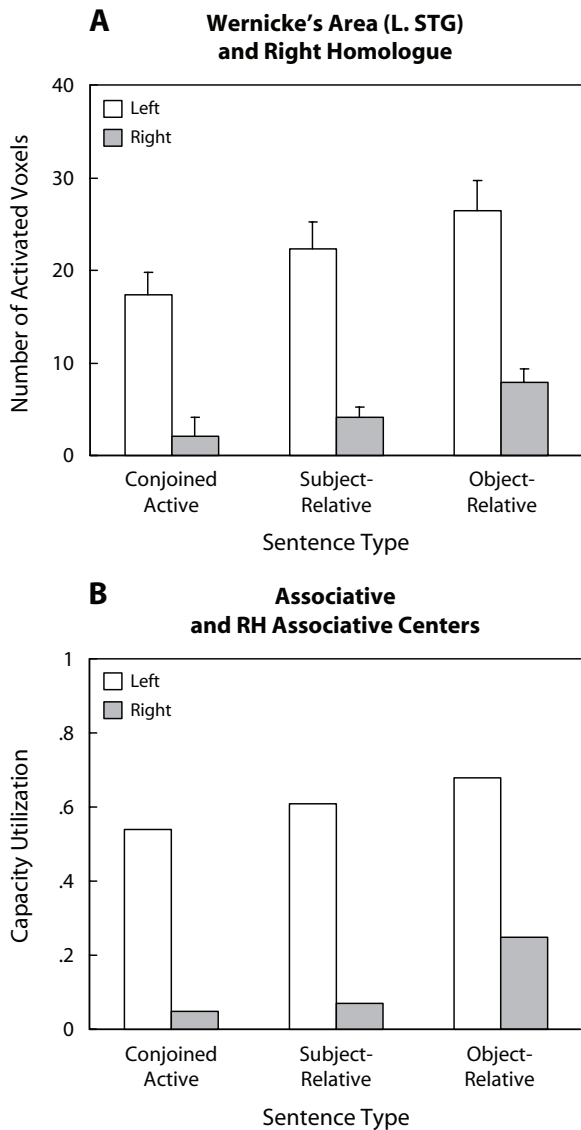 A
Wernicke’s Area (L. STG)
and Right Homologue
40
30
20
10
0
Number of Activated Voxels
Left
Right
Conjoined
Active
Subject-
Relative
Object-
Relative
Sentence Type
B
Associative
and RH Associative Centers
1
.8
.6
.4
.2
0
Capacity Utilization
Left
Right
Conjoined
Active
Subject-
Relative
Object-
Relative
Sentence Type